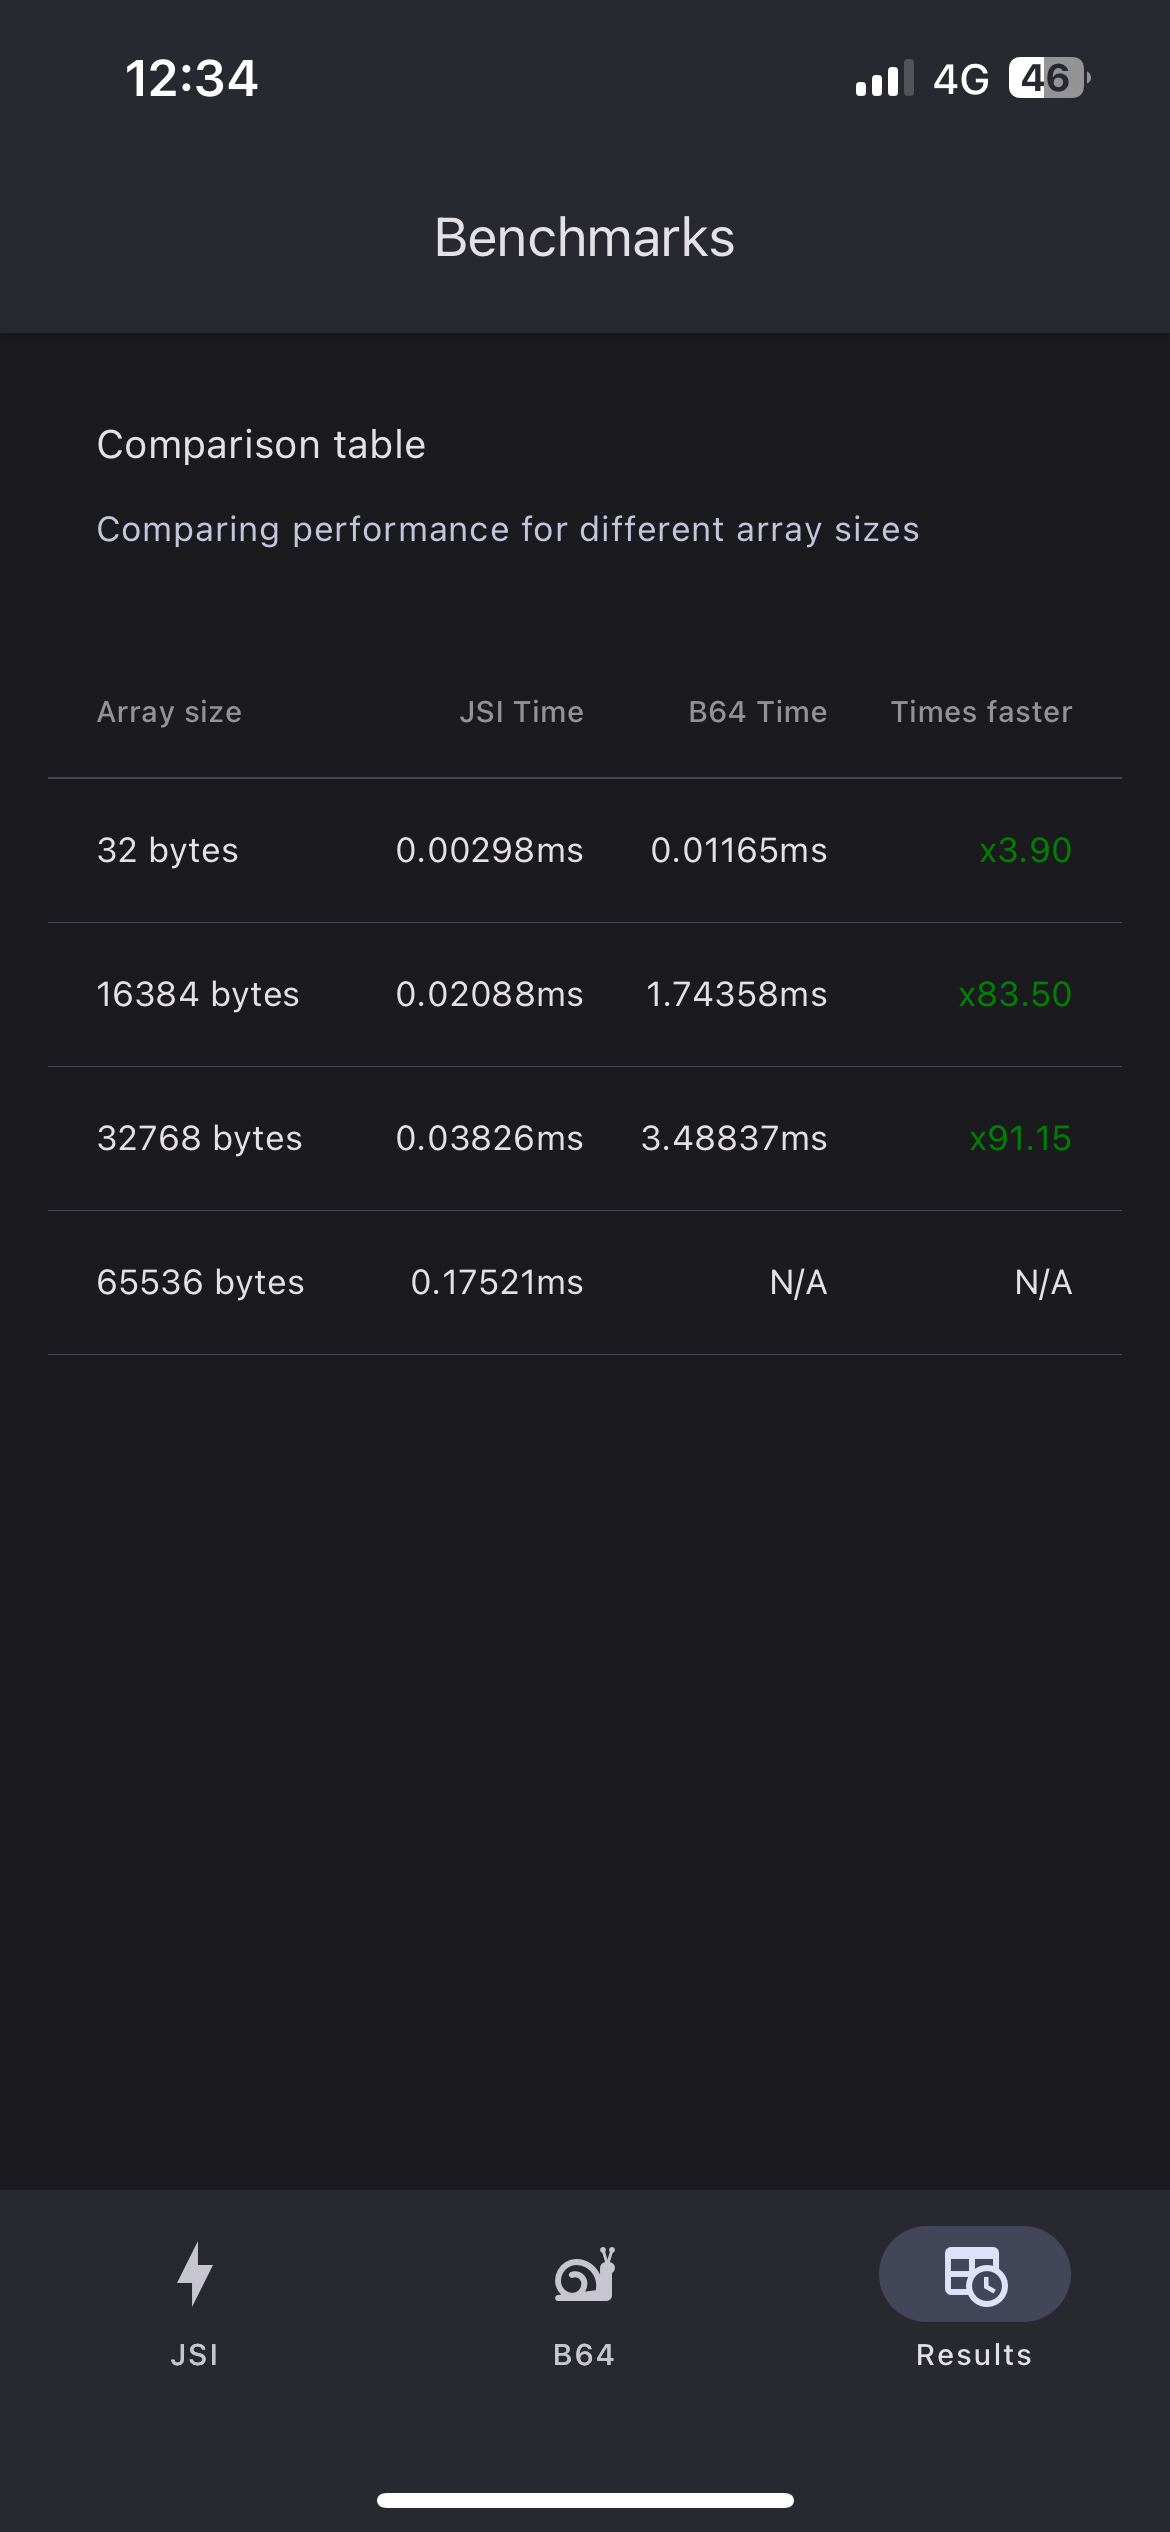 12:34 4G 46
Benchmarks
Comparison table
Comparing performance for different array sizes
Array size JSI Time B64 Time Times faster
32 bytes 0.00298ms 0.01165ms x3.90
16384 bytes 0.02088ms 1.74358ms x83.50
32768 bytes 0.03826ms 3.48837ms x91.15
65536 bytes 0.17521ms N/A N/A
JSI B64 Results